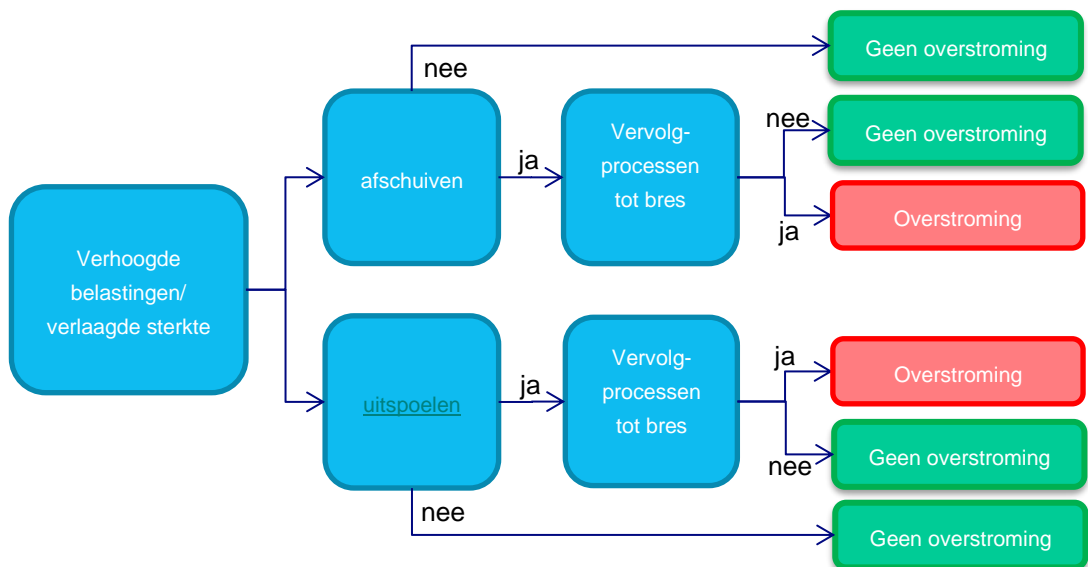 Geen overstroming
nee
Vervolg-
processen
tot bres
nee
Geen overstroming
afschuiven
ja
ja
Overstroming
Verhoogde
belastingen/
verlaagde sterkte
Vervolg-
processen
tot bres
ja
Overstroming
uitspoelen
ja
nee
Geen overstroming
nee
Geen overstroming